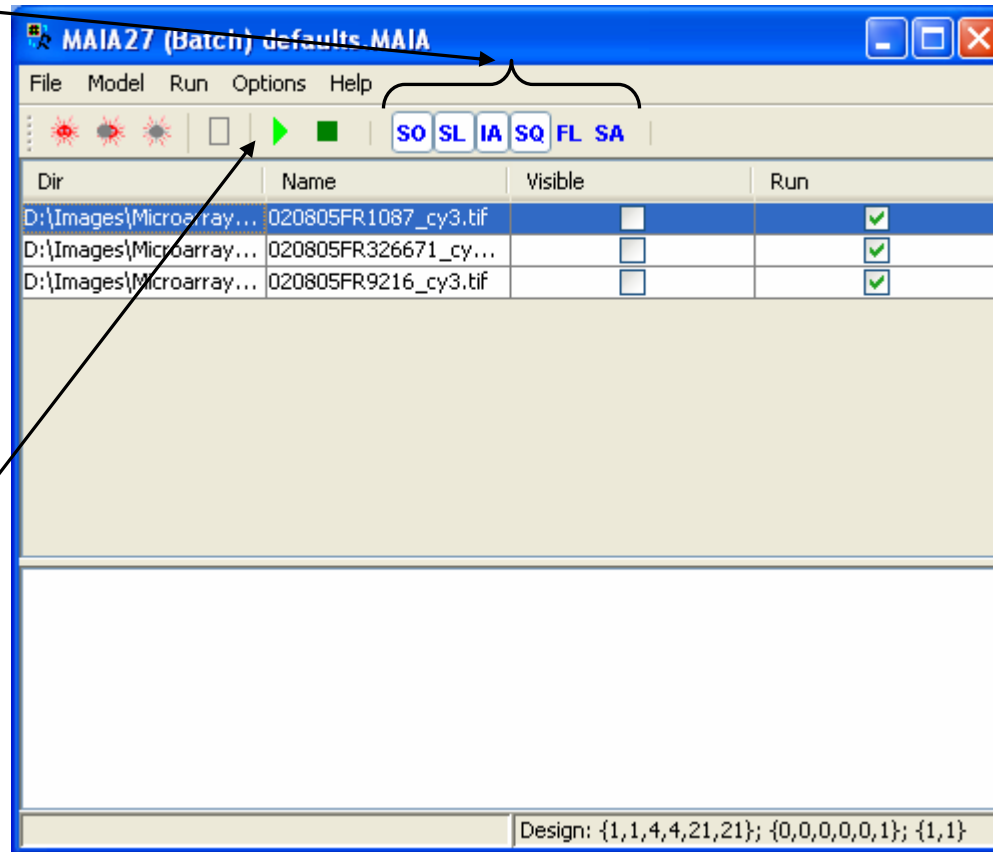 MAIA27 (Batch) defaults.MAIA
File Model Run Options Help
SO SL IA SQ FL SA
Dir Name Visible Run
D:\Images\Microarray... 020805FR1087_cy3.tif
D:\Images\Microarray... 020805FR326671_cy...
D:\Images\Microarray... 020805FR9216_cy3.tif
Design: {1,1,4,4,21,21}; {0,0,0,0,0,1}; {1,1}